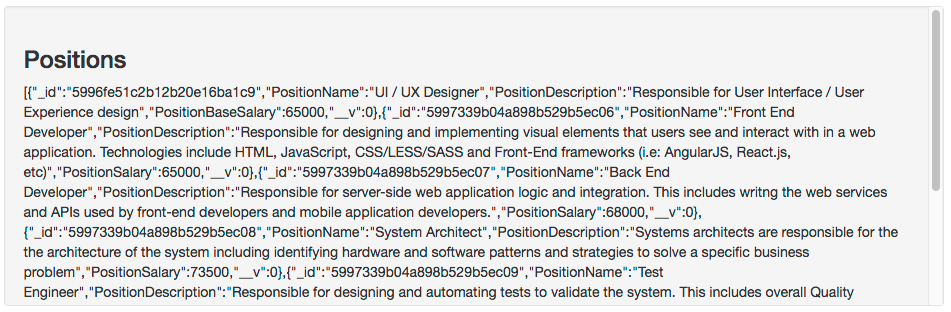 Positions
[{"_id":"5996fe51c2b12b20e16ba1c9","PositionName":"UI / UX Designer","PositionDescription":"Responsible for User Interface / User
Experience design","PositionBaseSalary":65000,"__v":0},{"_id":"5997339b04a898b529b5ec06","PositionName":"Front End
Developer","PositionDescription":"Responsible for designing and implementing visual elements that users see and interact with in a web
application. Technologies include HTML, JavaScript, CSS/LESS/SASS and Front-End frameworks (i.e: AngularJS, React.js,
etc)","PositionSalary":65000,"__v":0},{"_id":"5997339b04a898b529b5ec07","PositionName":"Back End
Developer","PositionDescription":"Responsible for server-side web application logic and integration. This includes writng the web services
and APIs used by front-end developers and mobile application developers.","PositionSalary":68000,"__v":0},
{"_id":"5997339b04a898b529b5ec08","PositionName":"System Architect","PositionDescription":"Systems architects are responsible for the
the architecture of the system including identifying hardware and software patterns and strategies to solve a specific business
problem","PositionSalary":73500,"__v":0},{"_id":"5997339b04a898b529b5ec09","PositionName":"Test
Engineer","PositionDescription":"Responsible for designing and automating tests to validate the system. This includes overall Quality